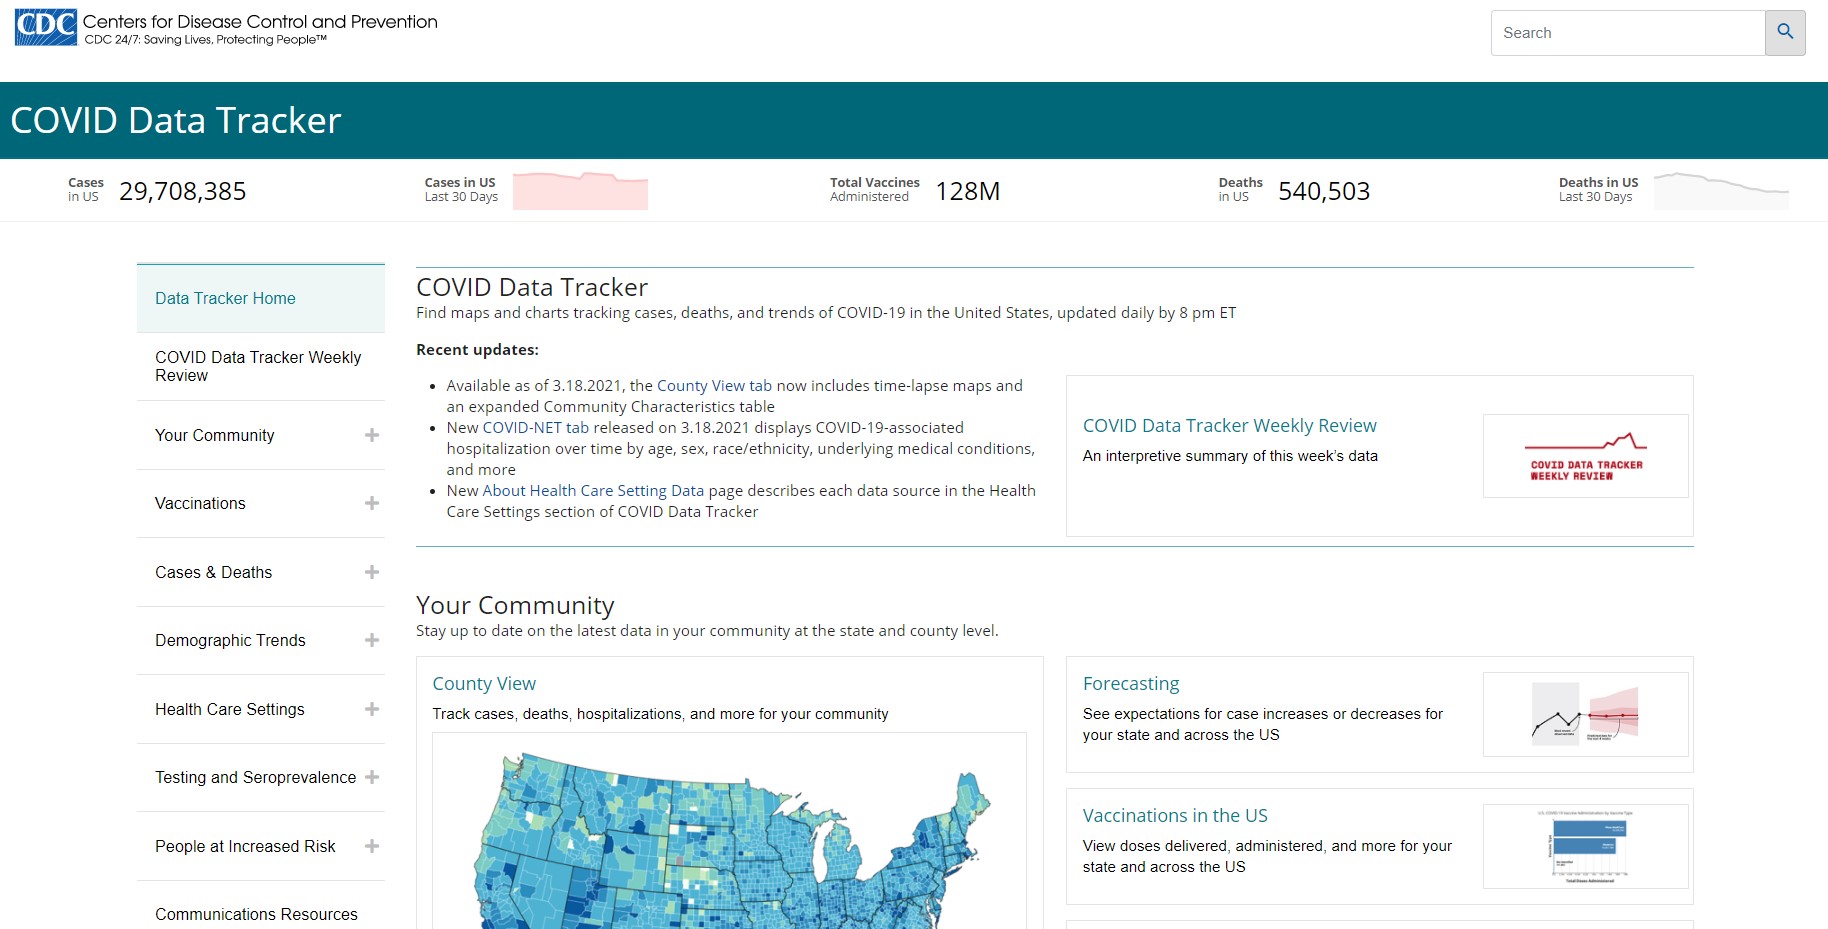 CDC Centers for Disease Control and Prevention
CDC 24/7: Saving Lives, Protecting People™
Search
COVID Data Tracker
Cases
in US
29,708,385
Cases in US
Last 30 Days
Total Vaccines
Administered
128M
Deaths
in US
540,503
Deaths in US
Last 30 Days
Data Tracker Home
COVID Data Tracker Weekly
Review
Your Community
Vaccinations
Cases & Deaths
Demographic Trends
Health Care Settings
Testing and Seroprevalence
People at Increased Risk
Communications Resources
COVID Data Tracker
Find maps and charts tracking cases, deaths, and trends of COVID-19 in the United States, updated daily by 8 pm ET
Recent updates:
• Available as of 3.18.2021, the County View tab now includes time-lapse maps and
an expanded Community Characteristics table
• New COVID-NET tab released on 3.18.2021 displays COVID-19-associated
hospitalization over time by age, sex, race/ethnicity, underlying medical conditions,
and more
• New About Health Care Setting Data page describes each data source in the Health
Care Settings section of COVID Data Tracker
COVID Data Tracker Weekly Review
An interpretive summary of this week's data
COVID DATA TRACKER
WEEKLY REVIEW
Your Community
Stay up to date on the latest data in your community at the state and county level.
County View
Track cases, deaths, hospitalizations, and more for your community
Forecasting
See expectations for case increases or decreases for
your state and across the US
Vaccinations in the US
View doses delivered, administered, and more for your
state and across the US
Total Doses Administered